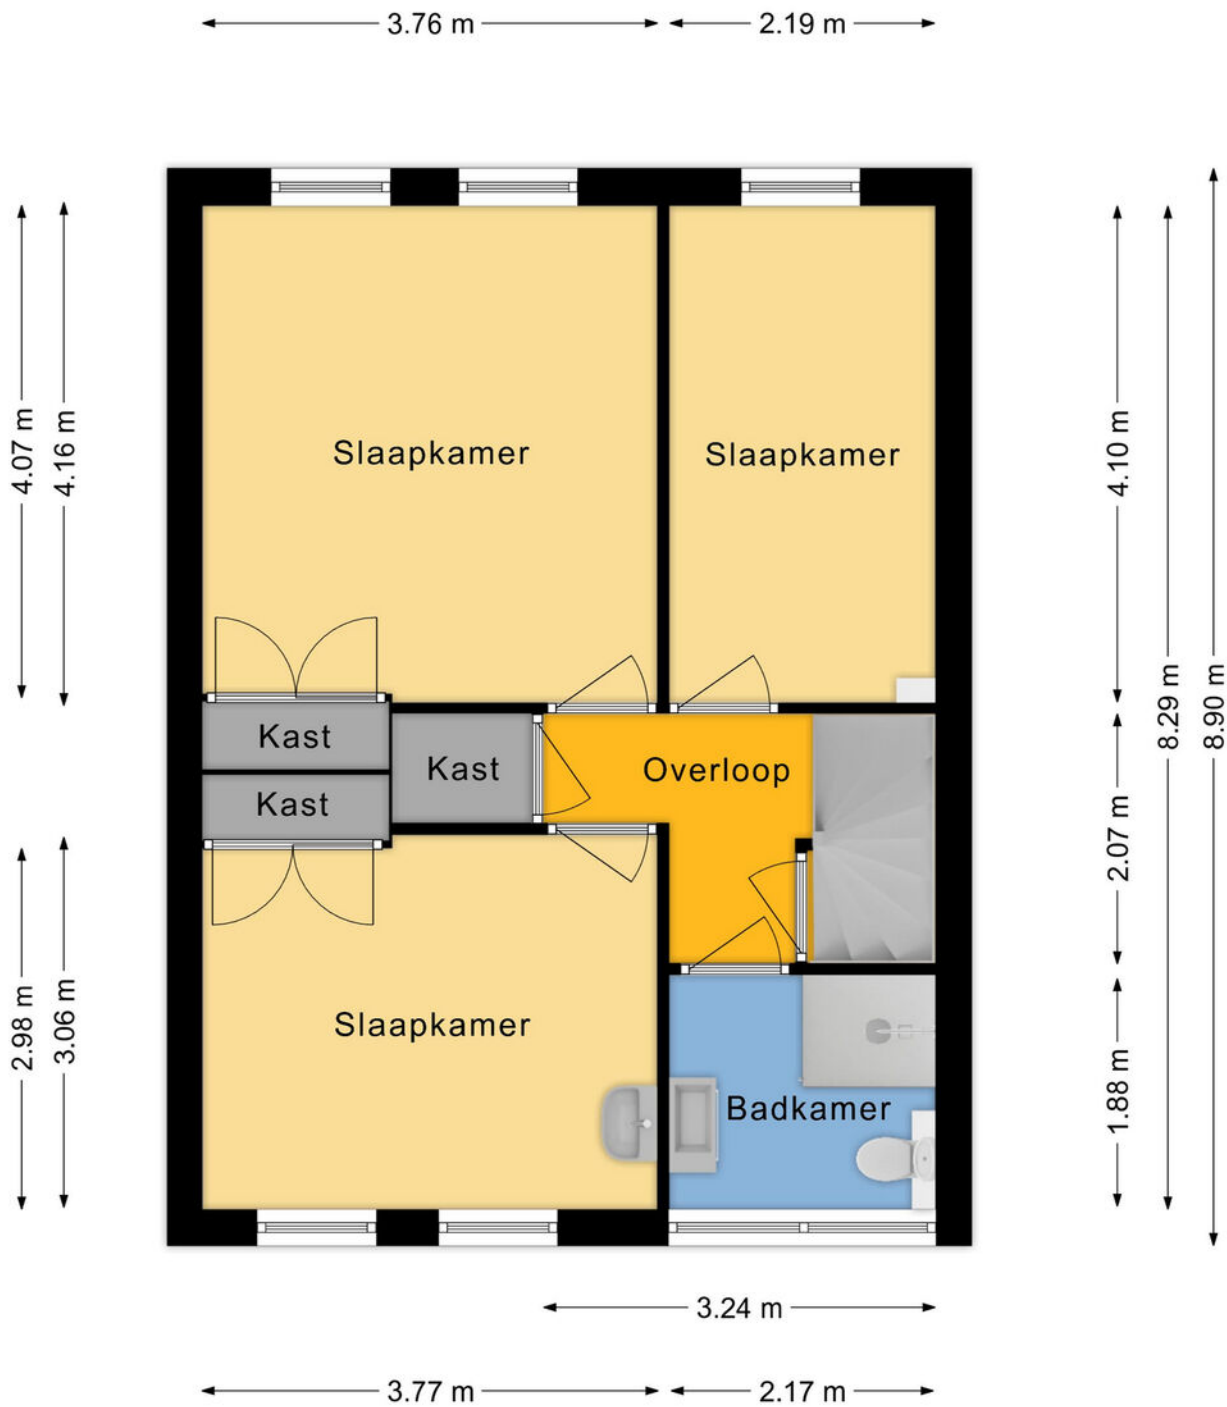 3.76 m
2.19 m
4.07 m
4.16 m
4.10 m
8.29 m
8.90 m
Slaapkamer
Slaapkamer
Kast
Kast
Kast
Overloop
2.07 m
2.98 m
3.06 m
Slaapkamer
Badkamer
1.88 m
3.24 m
3.77 m
2.17 m